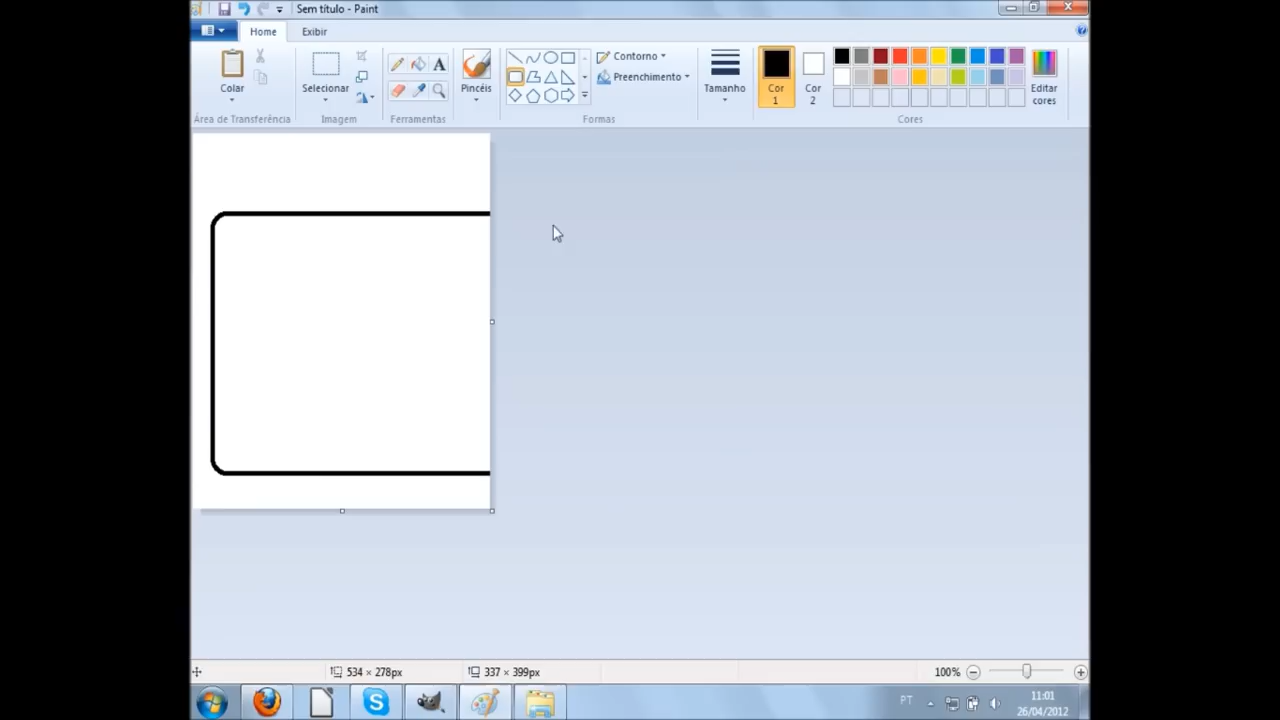 Sem título - Paint
Home Exibir
Contorno
Preenchimento
Colar Selecionar Pincéis Tamanho Cor 1 Cor 2 Editar cores
Área de Transferência Imagem Ferramentas Formas Cores
534 × 278px 337 × 399px 100%
PT 11:01
26/04/2012